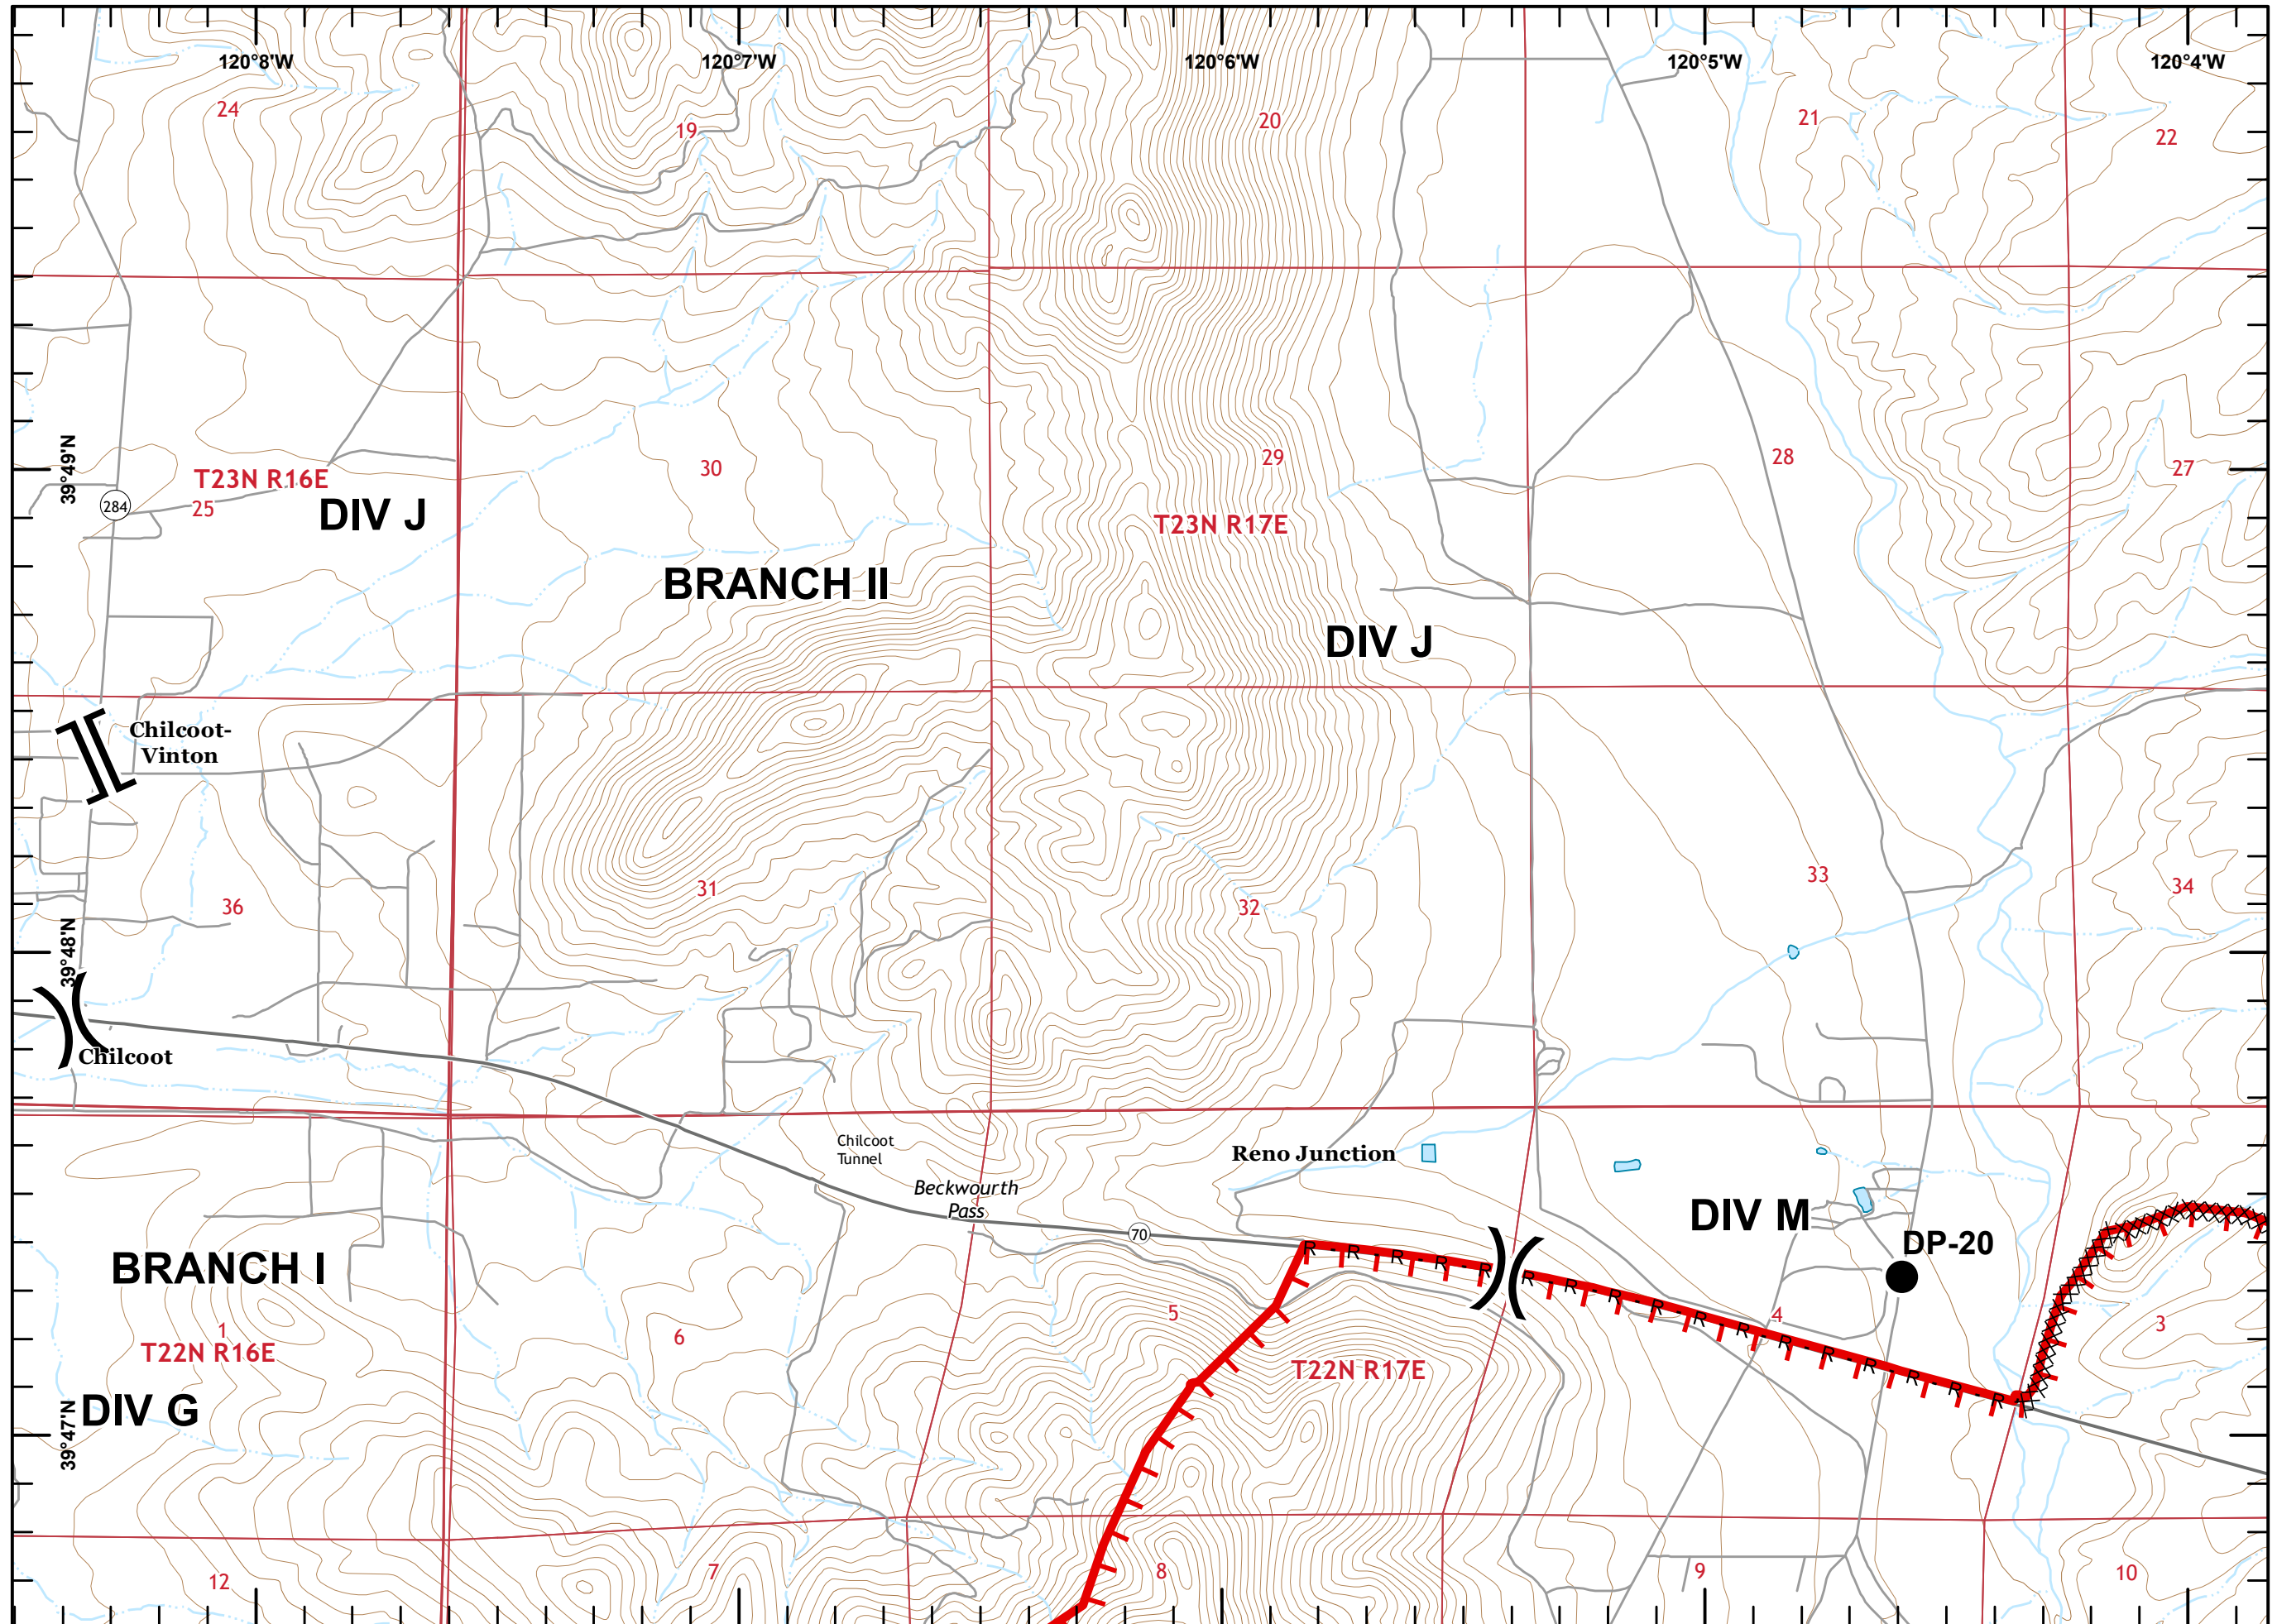 120°8'W
120°7'W
120°6'W
120°5'W
120°4'W
24
19
20
21
22
39°49'N
T23N R16E
25
284
DIV J
30
29
28
27
T23N R17E
BRANCH II
DIV J
Chilcoot-
Vinton
36
31
32
33
34
39°48'N
Chilcoot
Chilcoot
Tunnel
Reno Junction
Beckwourth
Pass
70
DIV M
DP-20
BRANCH I
R - R - R - R - R
R - R - R - R - R - R - R - R - R - R - R - R
1
T22N R16E
6
5
4
3
T22N R17E
DIV G
39°47'N
12
7
8
9
10